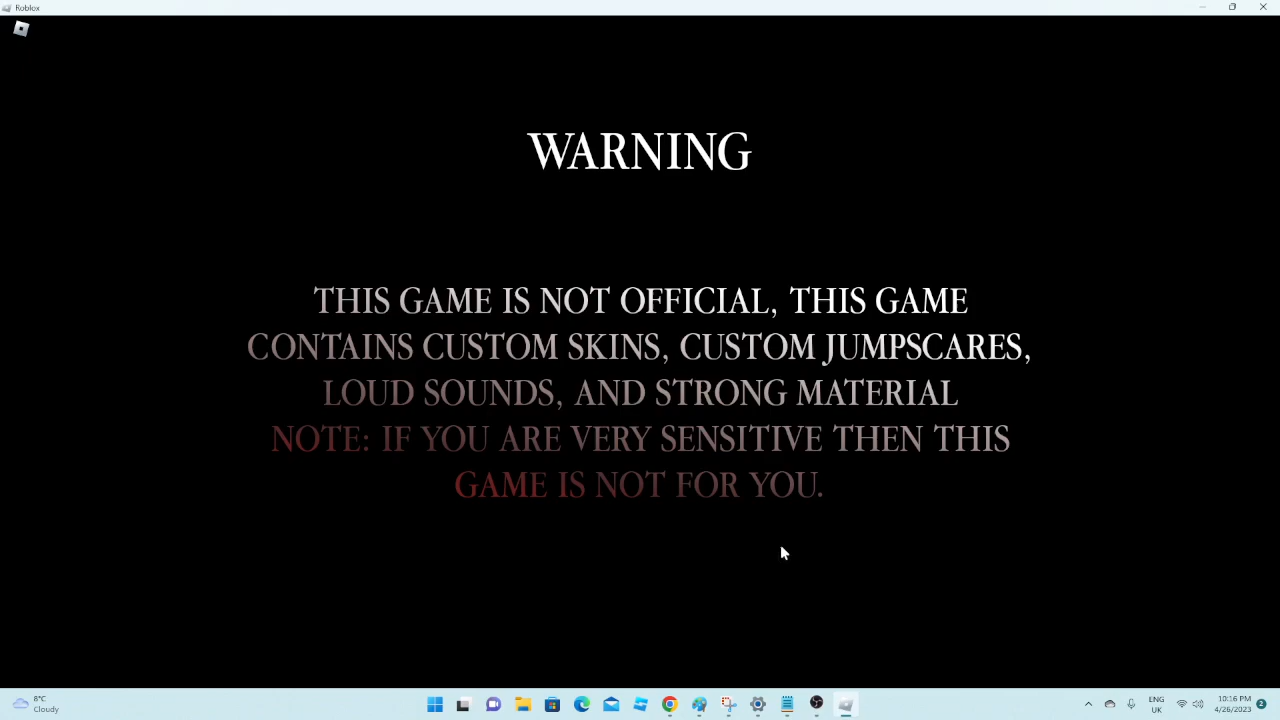 Roblox
WARNING
THIS GAME IS NOT OFFICIAL, THIS GAME
CONTAINS CUSTOM SKINS, CUSTOM JUMPSCARES,
LOUD SOUNDS, AND STRONG MATERIAL
NOTE: IF YOU ARE VERY SENSITIVE THEN THIS
GAME IS NOT FOR YOU.
8°C
Cloudy
ENG
UK
10:16 PM
4/26/2023
2